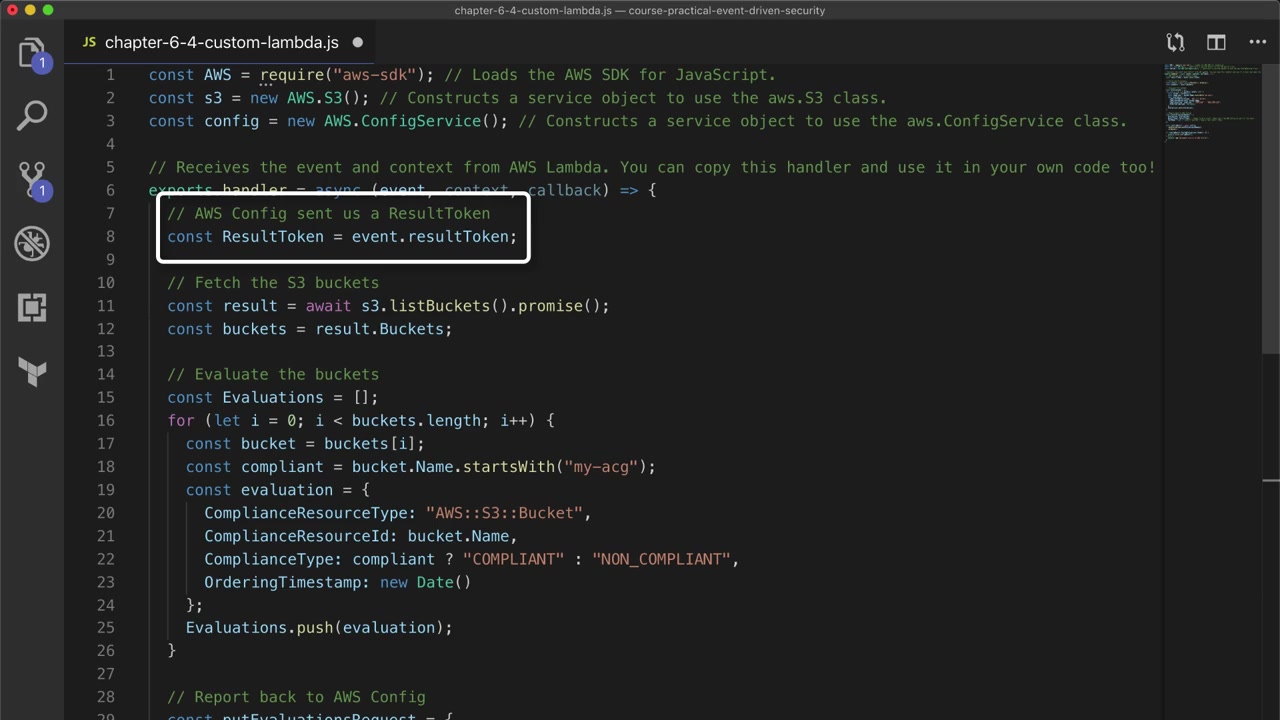 chapter-6-4-custom-lambda.js — course-practical-event-driven-security
JS chapter-6-4-custom-lambda.js
1
1
1 const AWS = require("aws-sdk"); // Loads the AWS SDK for JavaScript.
2 const s3 = new AWS.S3(); // Constructs a service object to use the aws.S3 class.
3 const config = new AWS.ConfigService(); // Constructs a service object to use the aws.ConfigService class.
4
5 // Receives the event and context from AWS Lambda. You can copy this handler and use it in your own code too!
6 exports.handler = async (event, context, callback) => {
7 // AWS Config sent us a ResultToken
8 const ResultToken = event.resultToken;
9
10 // Fetch the S3 buckets
11 const result = await s3.listBuckets().promise();
12 const buckets = result.Buckets;
13
14 // Evaluate the buckets
15 const Evaluations = [];
16 for (let i = 0; i < buckets.length; i++) {
17 const bucket = buckets[i];
18 const compliant = bucket.Name.startsWith("my-acg");
19 const evaluation = {
20 ComplianceResourceType: "AWS::S3::Bucket",
21 ComplianceResourceId: bucket.Name,
22 ComplianceType: compliant ? "COMPLIANT" : "NON_COMPLIANT",
23 OrderingTimestamp: new Date()
24 };
25 Evaluations.push(evaluation);
26 }
27
28 // Report back to AWS Config
29 const putEvaluationsRequest = {